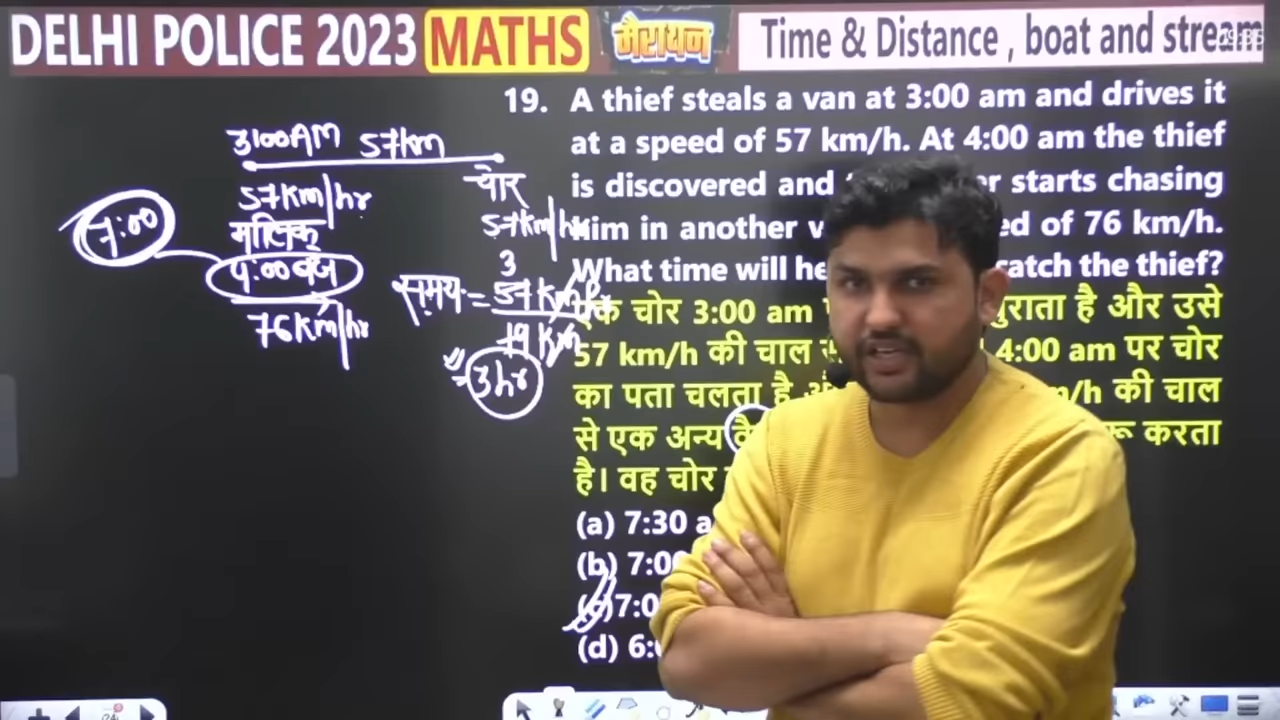 DELHI POLICE 2023 MATHS मैराथन Time & Distance , boat and stream
19. A thief steals a van at 3:00 am and drives it
at a speed of 57 km/h. At 4:00 am the thief
is discovered and starts chasing
him in another of 76 km/h.
What time will he catch the thief?
एक चोर 3:00 am चुराता है और उसे
57 km/h की चाल 4:00 am पर चोर
का पता चलता है km/h की चाल
से एक अन्य करता
है। वह चोर
(a) 7:30
(b) 7:00
(c) 7:0
(d) 6:
3:00AM 57km
57km/hr
मालिक
4:00 बजे
76km/hr
7:00
चोर
57km/hr
3
समय = 57 km/hr
19 km
= 3hr